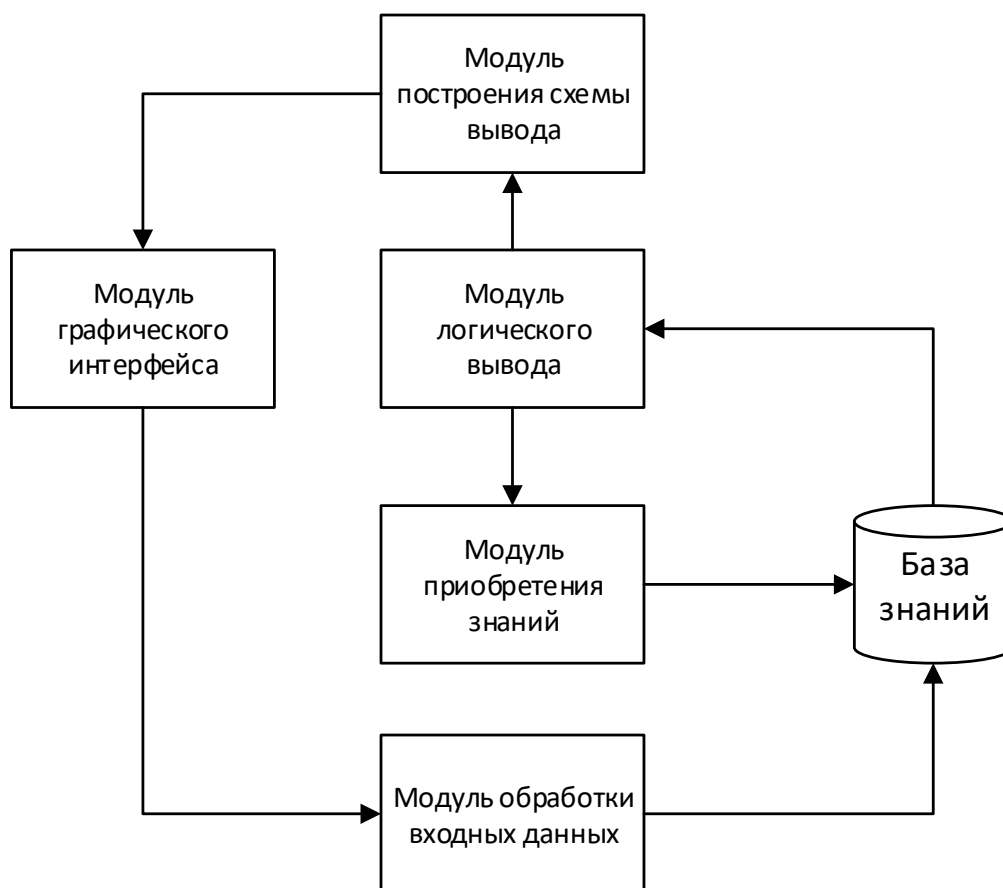 Модуль
построения схемы
вывода
Модуль
графического
интерфейса
Модуль
логического
вывода
Модуль
приобретения
знаний
База
знаний
Модуль обработки
входных данных